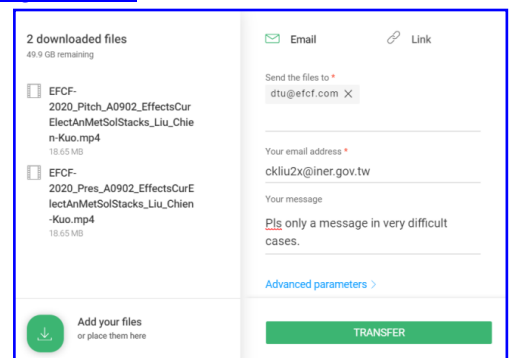 2 downloaded files
49.9 GB remaining
EFCF-
2020_Pitch_A0902_EffectsCur
ElectAnMetSolStacks_Liu_Chie
n-Kuo.mp4
18.65 MB
EFCF-
2020_Pres_A0902_EffectsCurE
lectAnMetSolStacks_Liu_Chien
-Kuo.mp4
18.65 MB
Add your files
or place them here
Email
Link
Send the files to *
dtu@efcf.com ×
Your email address *
ckliu2x@iner.gov.tw
Your message
Pls only a message in very difficult
cases.
Advanced parameters >
TRANSFER